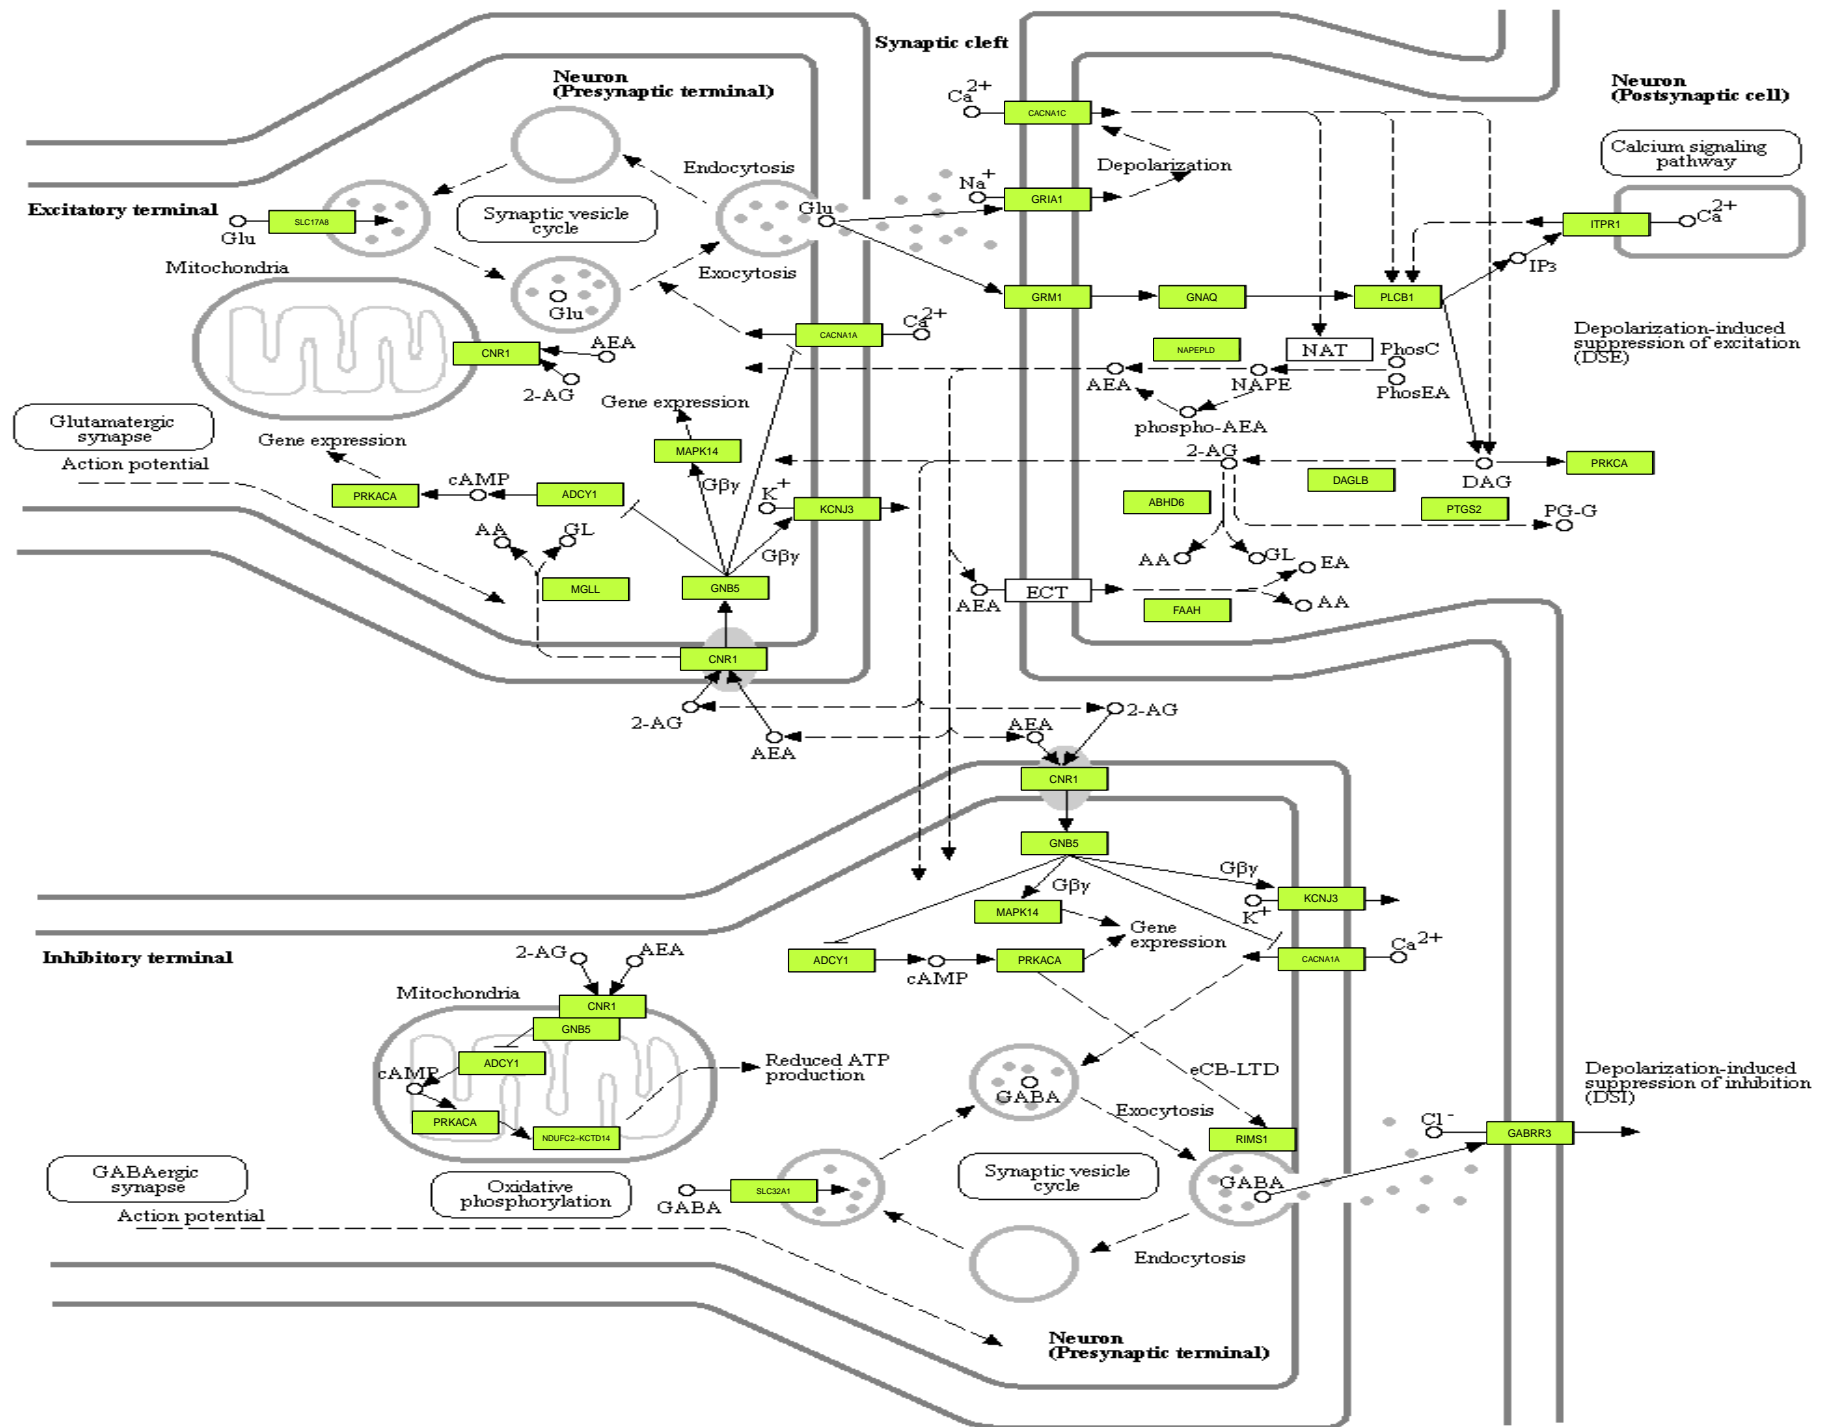 Synaptic cleft
Neuron
(Presynaptic terminal)
Neuron
(Postsynaptic cell)
Ca2+
CACNA1C
Calcium signaling
pathway
Endocytosis
Depolarization
Na+
GRIA1
Excitatory terminal
SLC17A8
Glu
Synaptic vesicle
cycle
Glu
ITPR1
Ca2+
Mitochondria
Exocytosis
IP3
Glu
GRM1
GNAQ
PLCB1
CACNA1A
Ca2+
Depolarization-induced
suppression of excitation
(DSE)
CNR1
AEA
2-AG
NAPEPLD
NAT
PhosC
PhosEA
AEA
NAPE
phospho-AEA
Glutamatergic
synapse
Gene expression
Gene expression
MAPK14
Action potential
2-AG
DAG
PRKCA
DAGLB
PRKACA
cAMP
ADCY1
Gβγ
K+
KCNJ3
ABHD6
PTGS2
PG-G
AA
GL
Gβγ
AA
GL
EA
MGLL
GNB5
AEA
ECT
FAAH
AA
CNR1
2-AG
AEA
AEA
2-AG
CNR1
GNB5
Gβγ
Gβγ
KCNJ3
K+
MAPK14
Gene
expression
Inhibitory terminal
2-AG
AEA
ADCY1
cAMP
PRKACA
CACNA1A
Ca2+
Mitochondria
CNR1
GNB5
ADCY1
cAMP
PRKACA
NDUFC2-KCTD14
Reduced ATP
production
eCB-LTD
GABA
Exocytosis
Depolarization-induced
suppression of inhibition
(DSI)
Cl-
GABRR3
RIMS1
GABAergic
synapse
Oxidative
phosphorylation
GABA
SLC32A1
Synaptic vesicle
cycle
GABA
Action potential
Endocytosis
Neuron
(Presynaptic terminal)